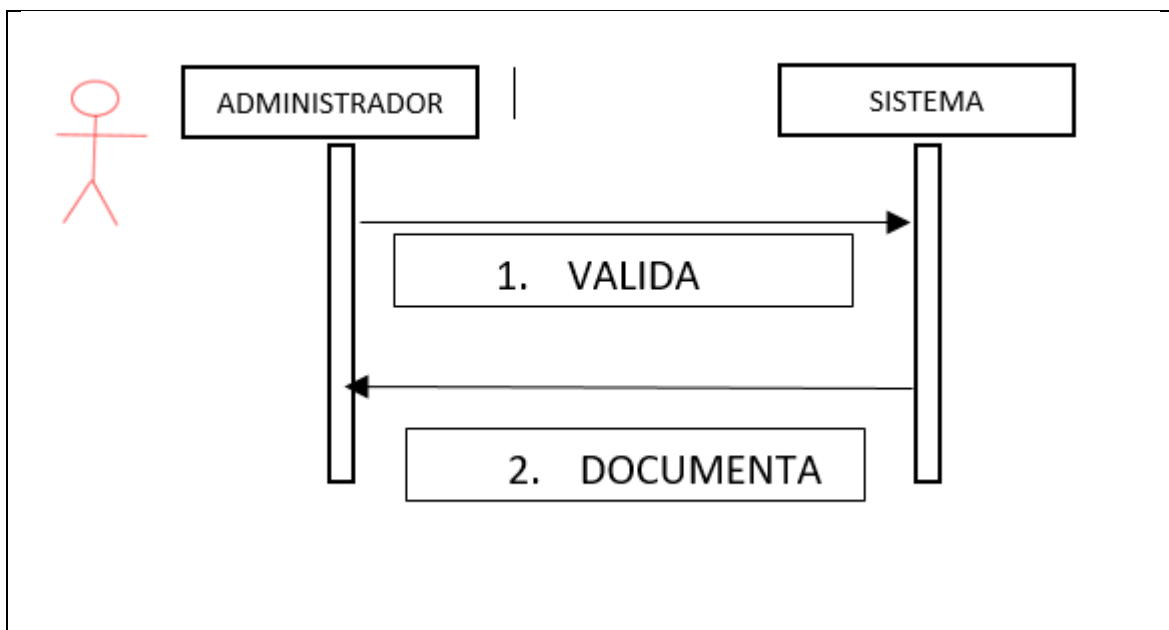 ADMINISTRADOR
SISTEMA
1. VALIDA
2. DOCUMENTA